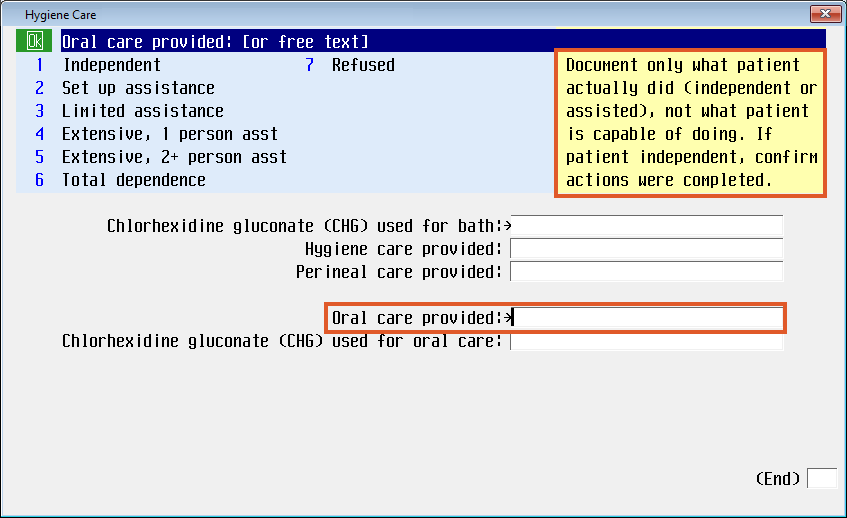 Hygiene Care
Ok Oral care provided: [or free text]
1 Independent 7 Refused
2 Set up assistance
3 Limited assistance
4 Extensive, 1 person asst
5 Extensive, 2+ person asst
6 Total dependence
Document only what patient
actually did (independent or
assisted), not what patient
is capable of doing. If
patient independent, confirm
actions were completed.
Chlorhexidine gluconate (CHG) used for bath:→
Hygiene care provided:
Perineal care provided:
Oral care provided:→
Chlorhexidine gluconate (CHG) used for oral care:
(End)